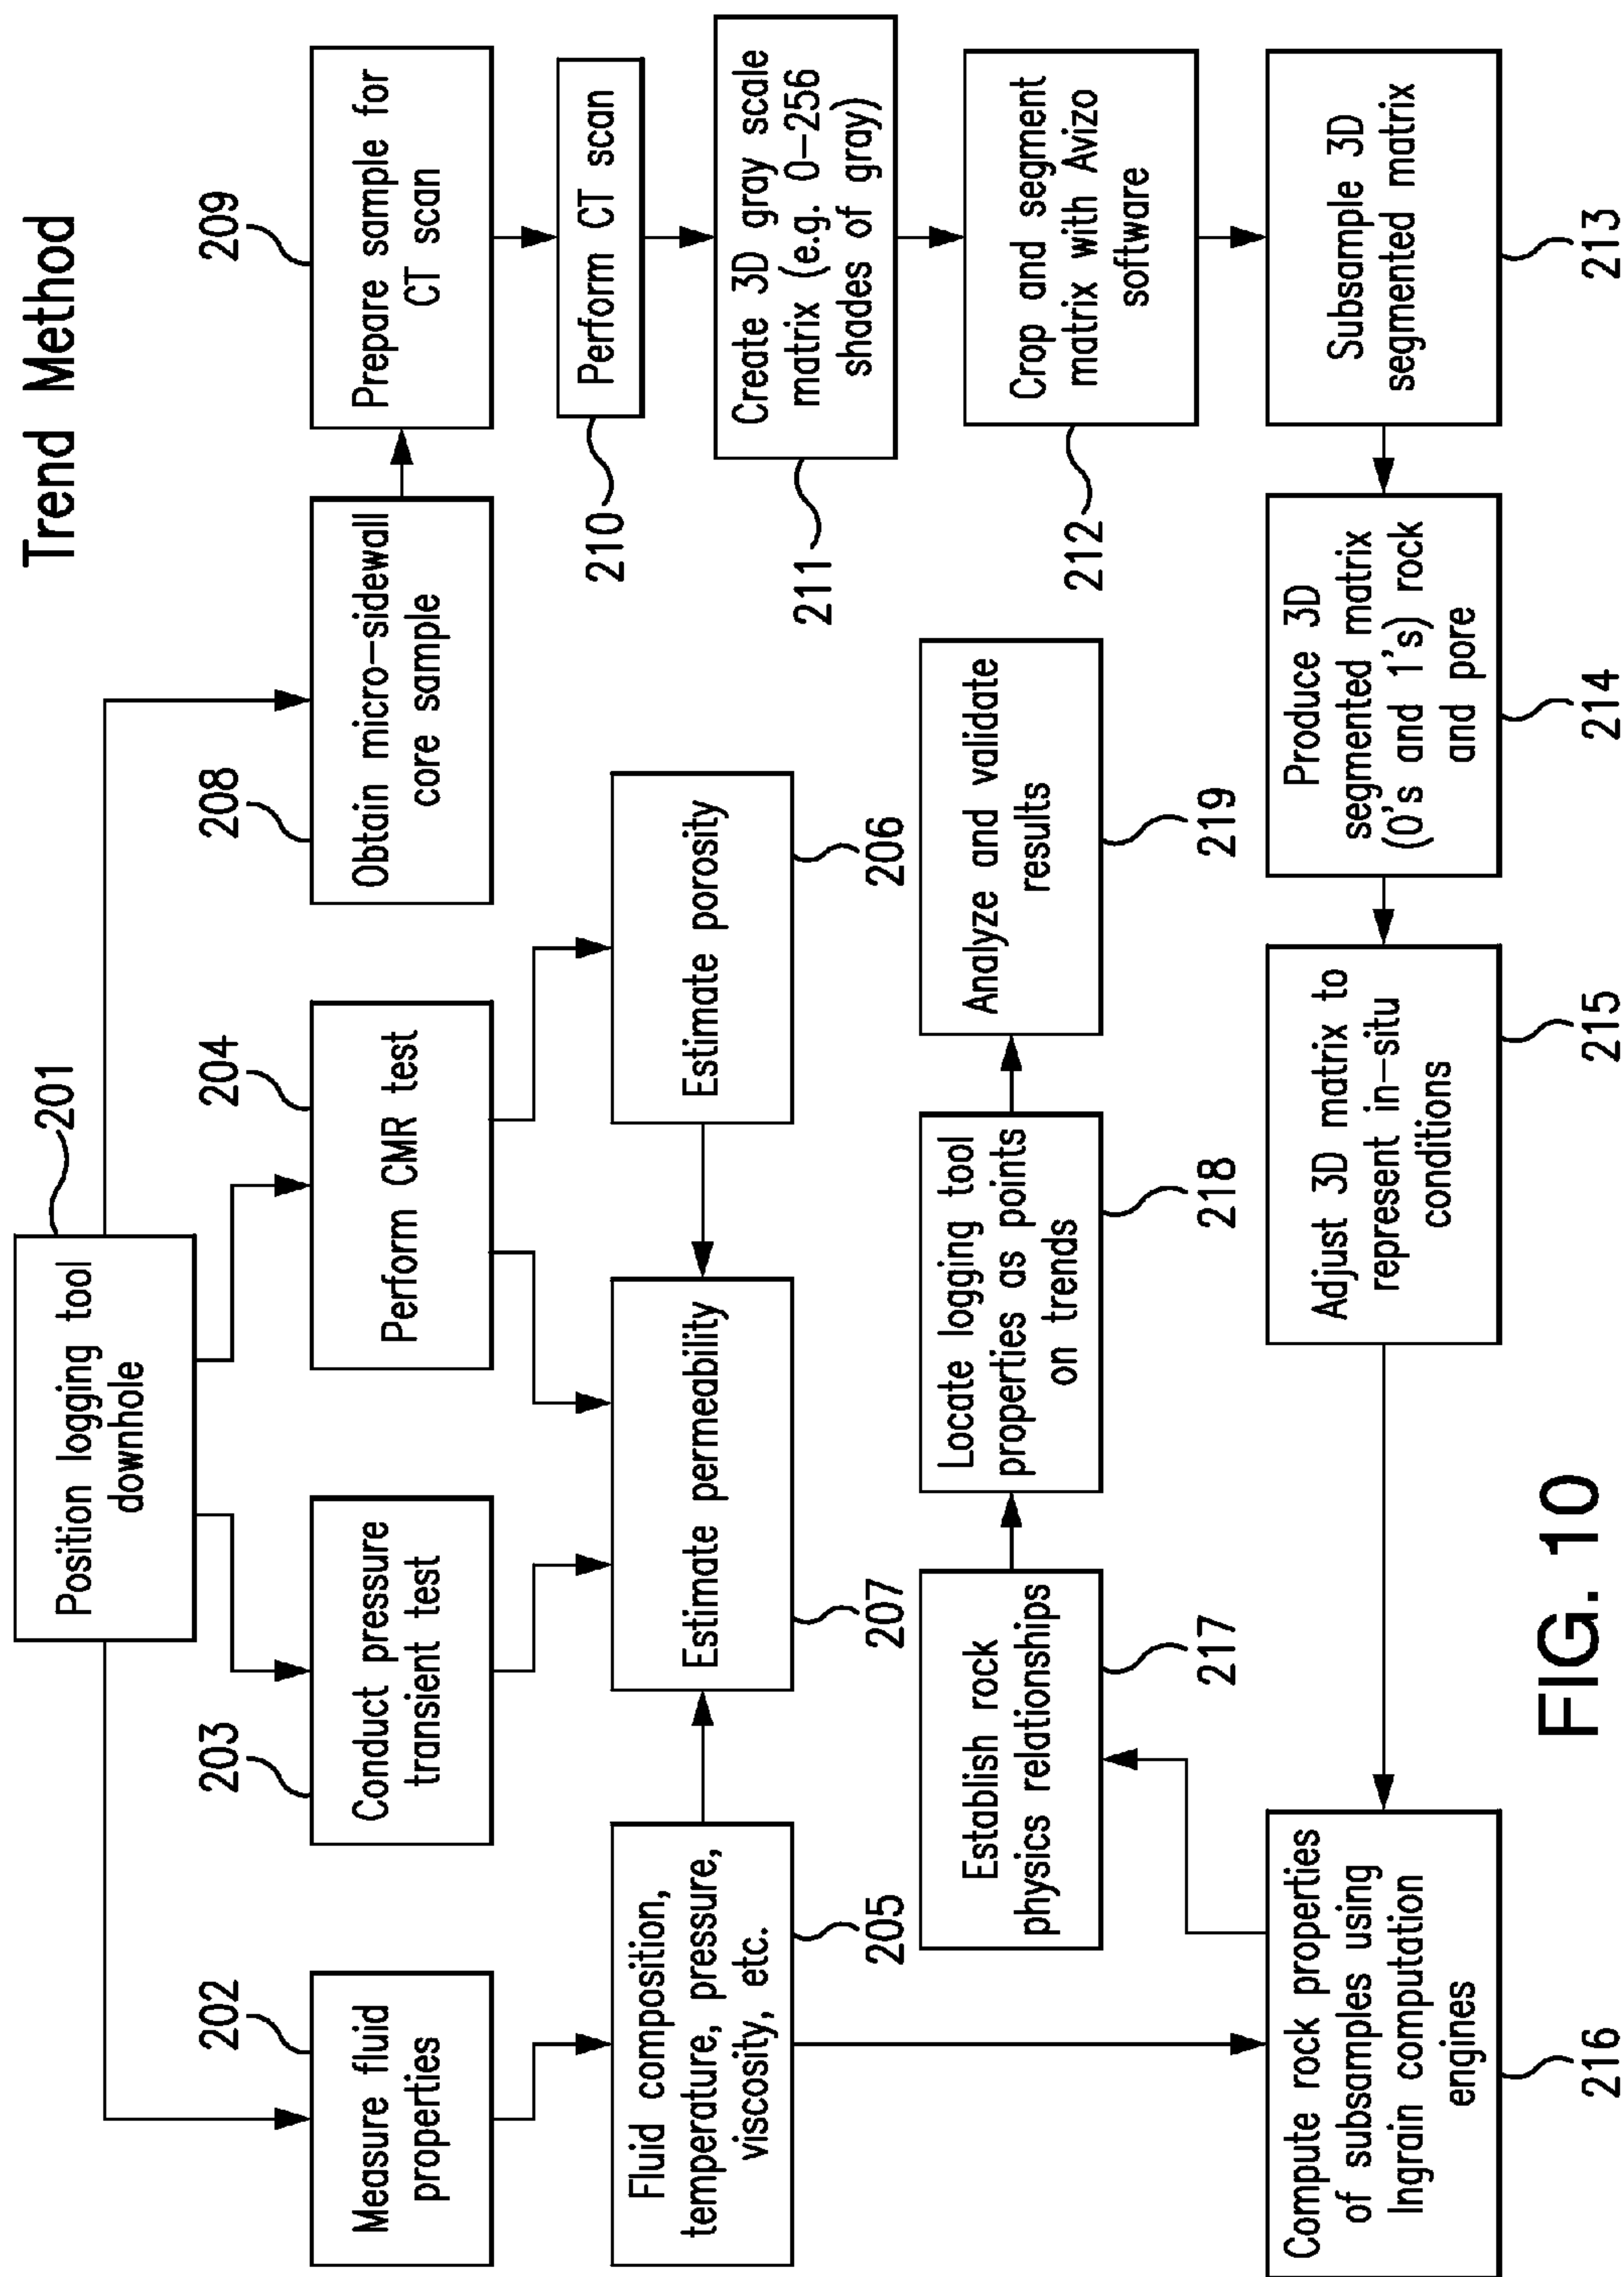 Trend Method
201
Position logging tool
downhole
202
Measure fluid
properties
203
Conduct pressure
transient test
204
Perform CMR test
208
Obtain micro-sidewall
core sample
209
Prepare sample for
CT scan
Fluid composition,
temperature, pressure,
viscosity, etc.
205
Estimate permeability
207
Estimate porosity
206
Perform CT scan
210
Create 3D gray scale
matrix (e.g. 0-256
shades of gray)
211
Crop and segment
matrix with Avizo
software
212
Establish rock
physics relationships
217
Locate logging tool
properties as points
on trends
218
Analyze and validate
results
219
Compute rock properties
of subsamples using
Ingrain computation
engines
216
Adjust 3D matrix to
represent in-situ
conditions
215
Produce 3D
segmented matrix
(0's and 1's) rock
and pore
214
Subsample 3D
segmented matrix
213
FIG. 10